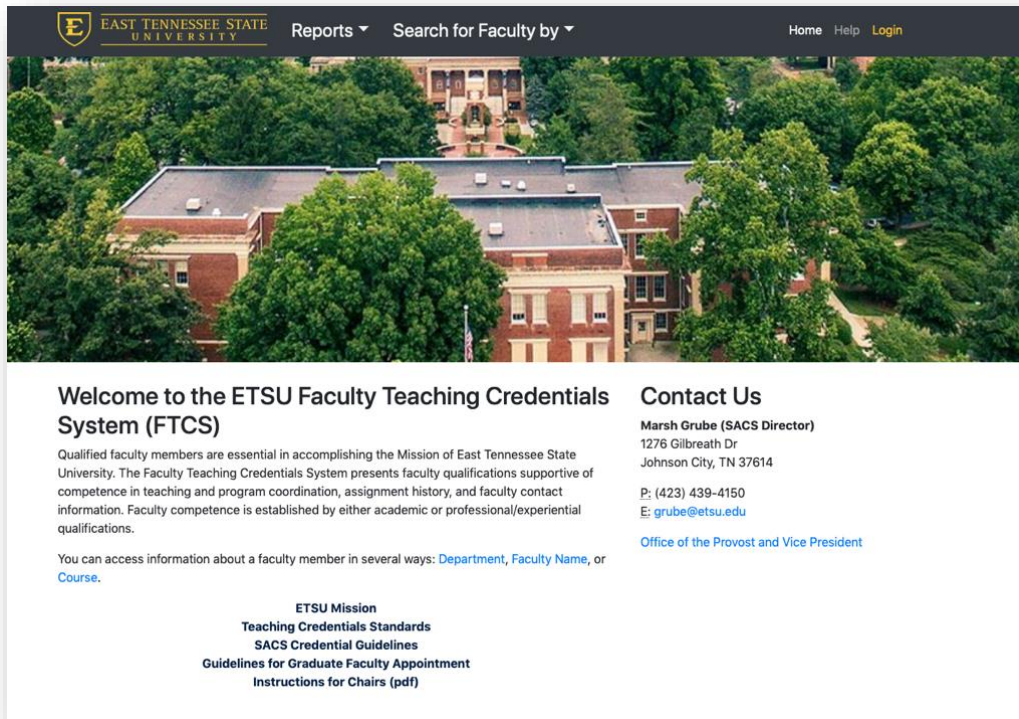 EAST TENNESSEE STATE
UNIVERSITY
Reports
Search for Faculty by
Home Help Login
Welcome to the ETSU Faculty Teaching Credentials
System (FTCS)
Qualified faculty members are essential in accomplishing the Mission of East Tennessee State
University. The Faculty Teaching Credentials System presents faculty qualifications supportive of
competence in teaching and program coordination, assignment history, and faculty contact
information. Faculty competence is established by either academic or professional/experiential
qualifications.
You can access information about a faculty member in several ways: Department, Faculty Name, or
Course.
ETSU Mission
Teaching Credentials Standards
SACS Credential Guidelines
Guidelines for Graduate Faculty Appointment
Instructions for Chairs (pdf)
Contact Us
Marsh Grube (SACS Director)
1276 Gilbreath Dr
Johnson City, TN 37614
P: (423) 439-4150
E: grube@etsu.edu
Office of the Provost and Vice President